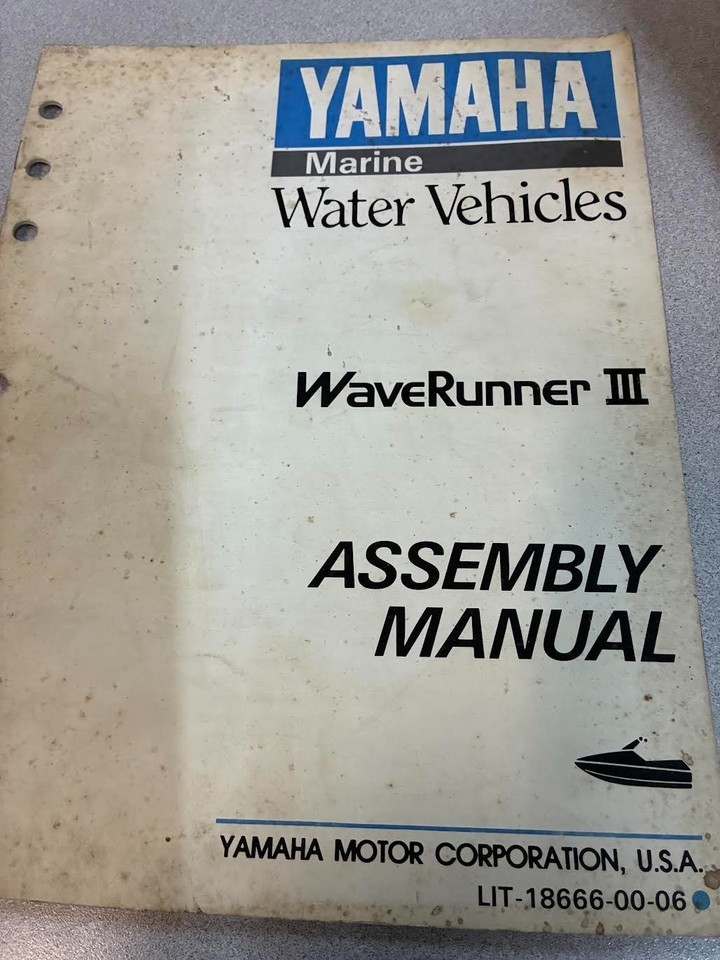 YAMAHA
Marine
Water Vehicles
WaveRunner III
ASSEMBLY
MANUAL
YAMAHA MOTOR CORPORATION, U.S.A.
LIT-18666-00-06